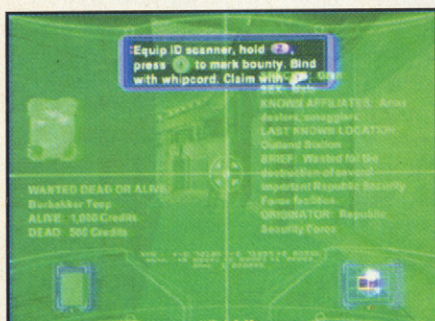 Equip ID scanner, hold Z,
press A to mark bounty. Bind
with whipcord. Claim with
KNOWN AFFILIATES: Arms
dealers, smugglers
LAST KNOWN LOCATION:
Outland Station
BRIEF: Wanted for the
destruction of several
important Republic Security
Force facilities
ORIGINATOR: Republic
Security Force
WANTED DEAD OR ALIVE
Teep
ALIVE: 1,000 Credits
DEAD: 500 Credits